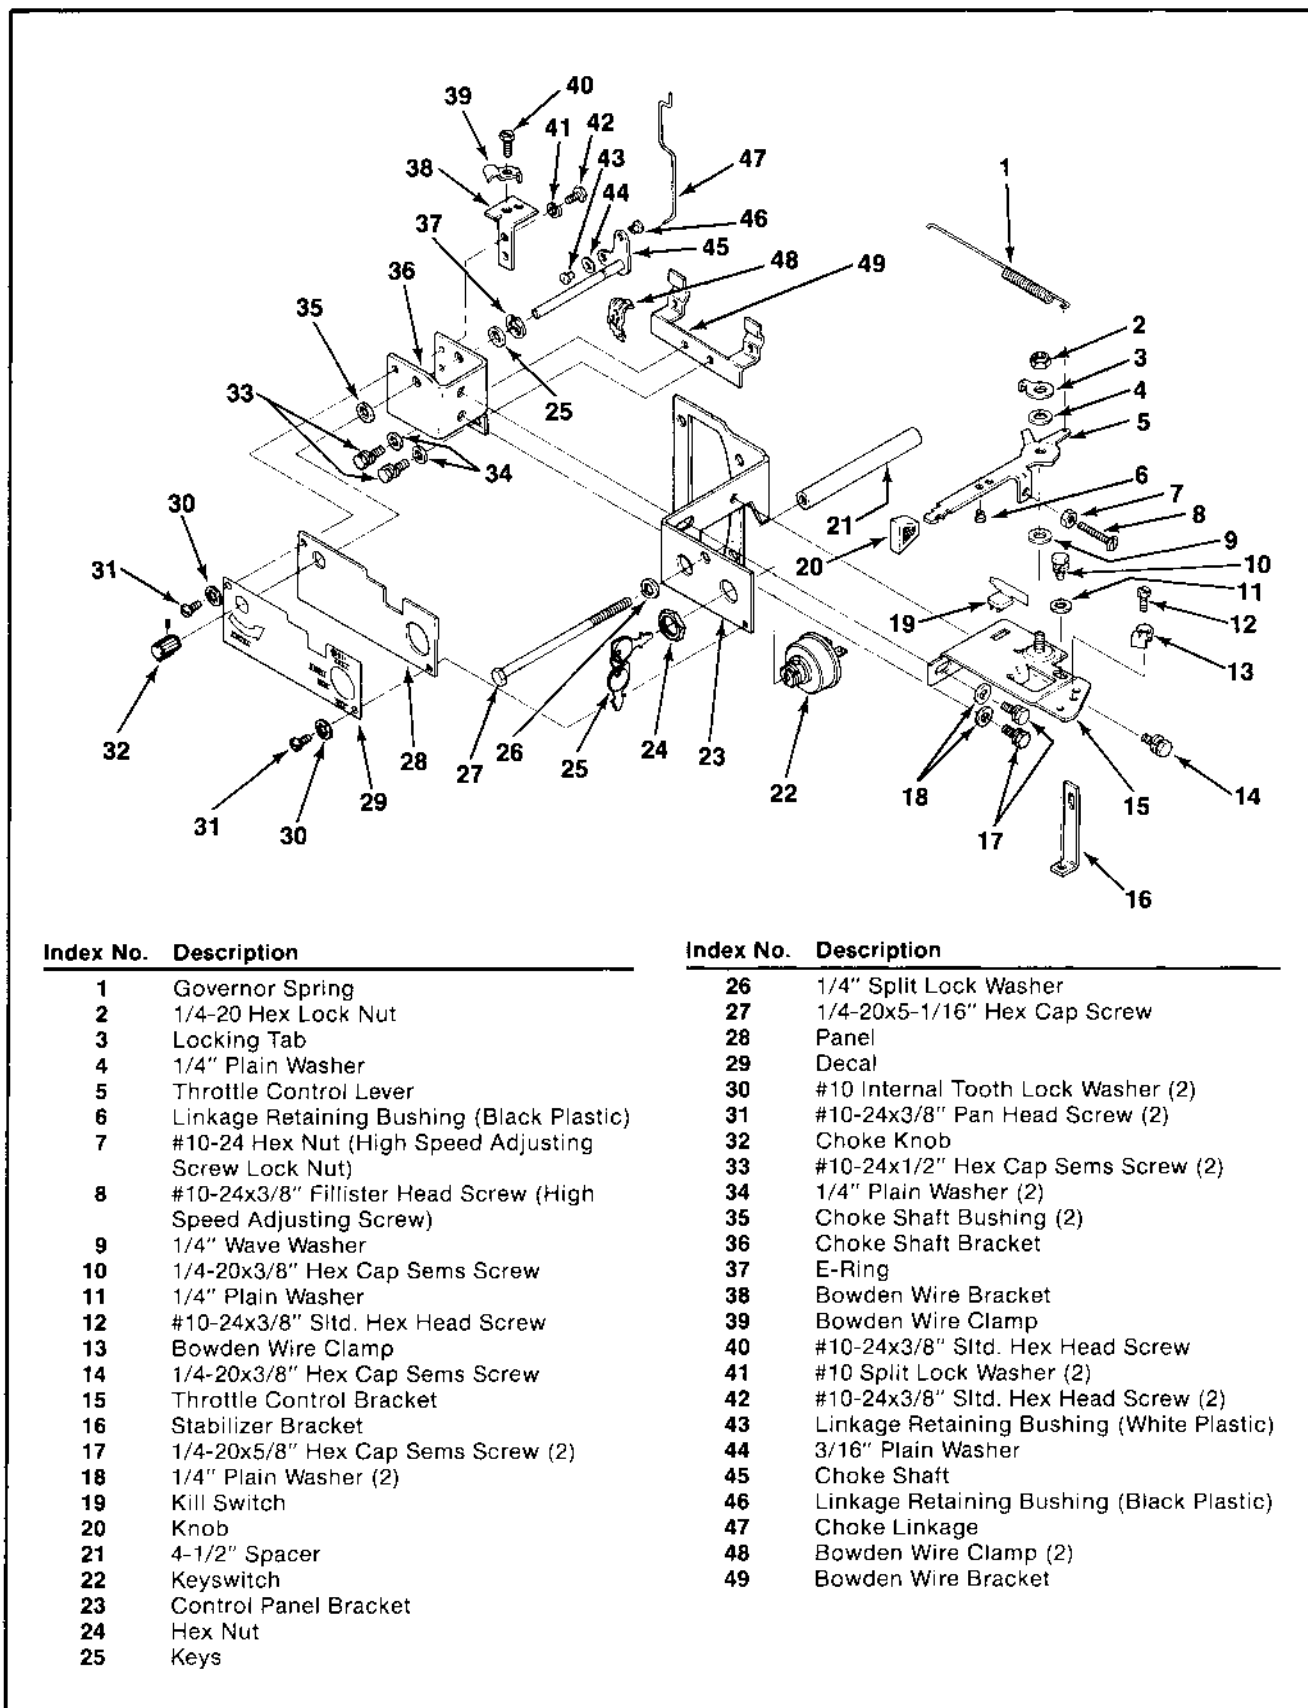 40
39
41
42
43
38
44
47
1
46
37
45
36
48
49
2
35
3
33
25
4
5
34
6
7
30
21
8
20
9
10
31
19
11
12
13
32
28
27
26
25
24
23
22
18
15
14
29
31
30
17
16
Index No. Description
1 Governor Spring
2 1/4-20 Hex Lock Nut
3 Locking Tab
4 1/4" Plain Washer
5 Throttle Control Lever
6 Linkage Retaining Bushing (Black Plastic)
7 #10-24 Hex Nut (High Speed Adjusting
Screw Lock Nut)
8 #10-24x3/8" Fillister Head Screw (High
Speed Adjusting Screw)
9 1/4" Wave Washer
10 1/4-20x3/8" Hex Cap Sems Screw
11 1/4" Plain Washer
12 #10-24x3/8" Sltd. Hex Head Screw
13 Bowden Wire Clamp
14 1/4-20x3/8" Hex Cap Sems Screw
15 Throttle Control Bracket
16 Stabilizer Bracket
17 1/4-20x5/8" Hex Cap Sems Screw (2)
18 1/4" Plain Washer (2)
19 Kill Switch
20 Knob
21 4-1/2" Spacer
22 Keyswitch
23 Control Panel Bracket
24 Hex Nut
25 Keys
Index No. Description
26 1/4" Split Lock Washer
27 1/4-20x5-1/16" Hex Cap Screw
28 Panel
29 Decal
30 #10 Internal Tooth Lock Washer (2)
31 #10-24x3/8" Pan Head Screw (2)
32 Choke Knob
33 #10-24x1/2" Hex Cap Sems Screw (2)
34 1/4" Plain Washer (2)
35 Choke Shaft Bushing (2)
36 Choke Shaft Bracket
37 E-Ring
38 Bowden Wire Bracket
39 Bowden Wire Clamp
40 #10-24x3/8" Sltd. Hex Head Screw
41 #10 Split Lock Washer (2)
42 #10-24x3/8" Sltd. Hex Head Screw (2)
43 Linkage Retaining Bushing (White Plastic)
44 3/16" Plain Washer
45 Choke Shaft
46 Linkage Retaining Bushing (Black Plastic)
47 Choke Linkage
48 Bowden Wire Clamp (2)
49 Bowden Wire Bracket